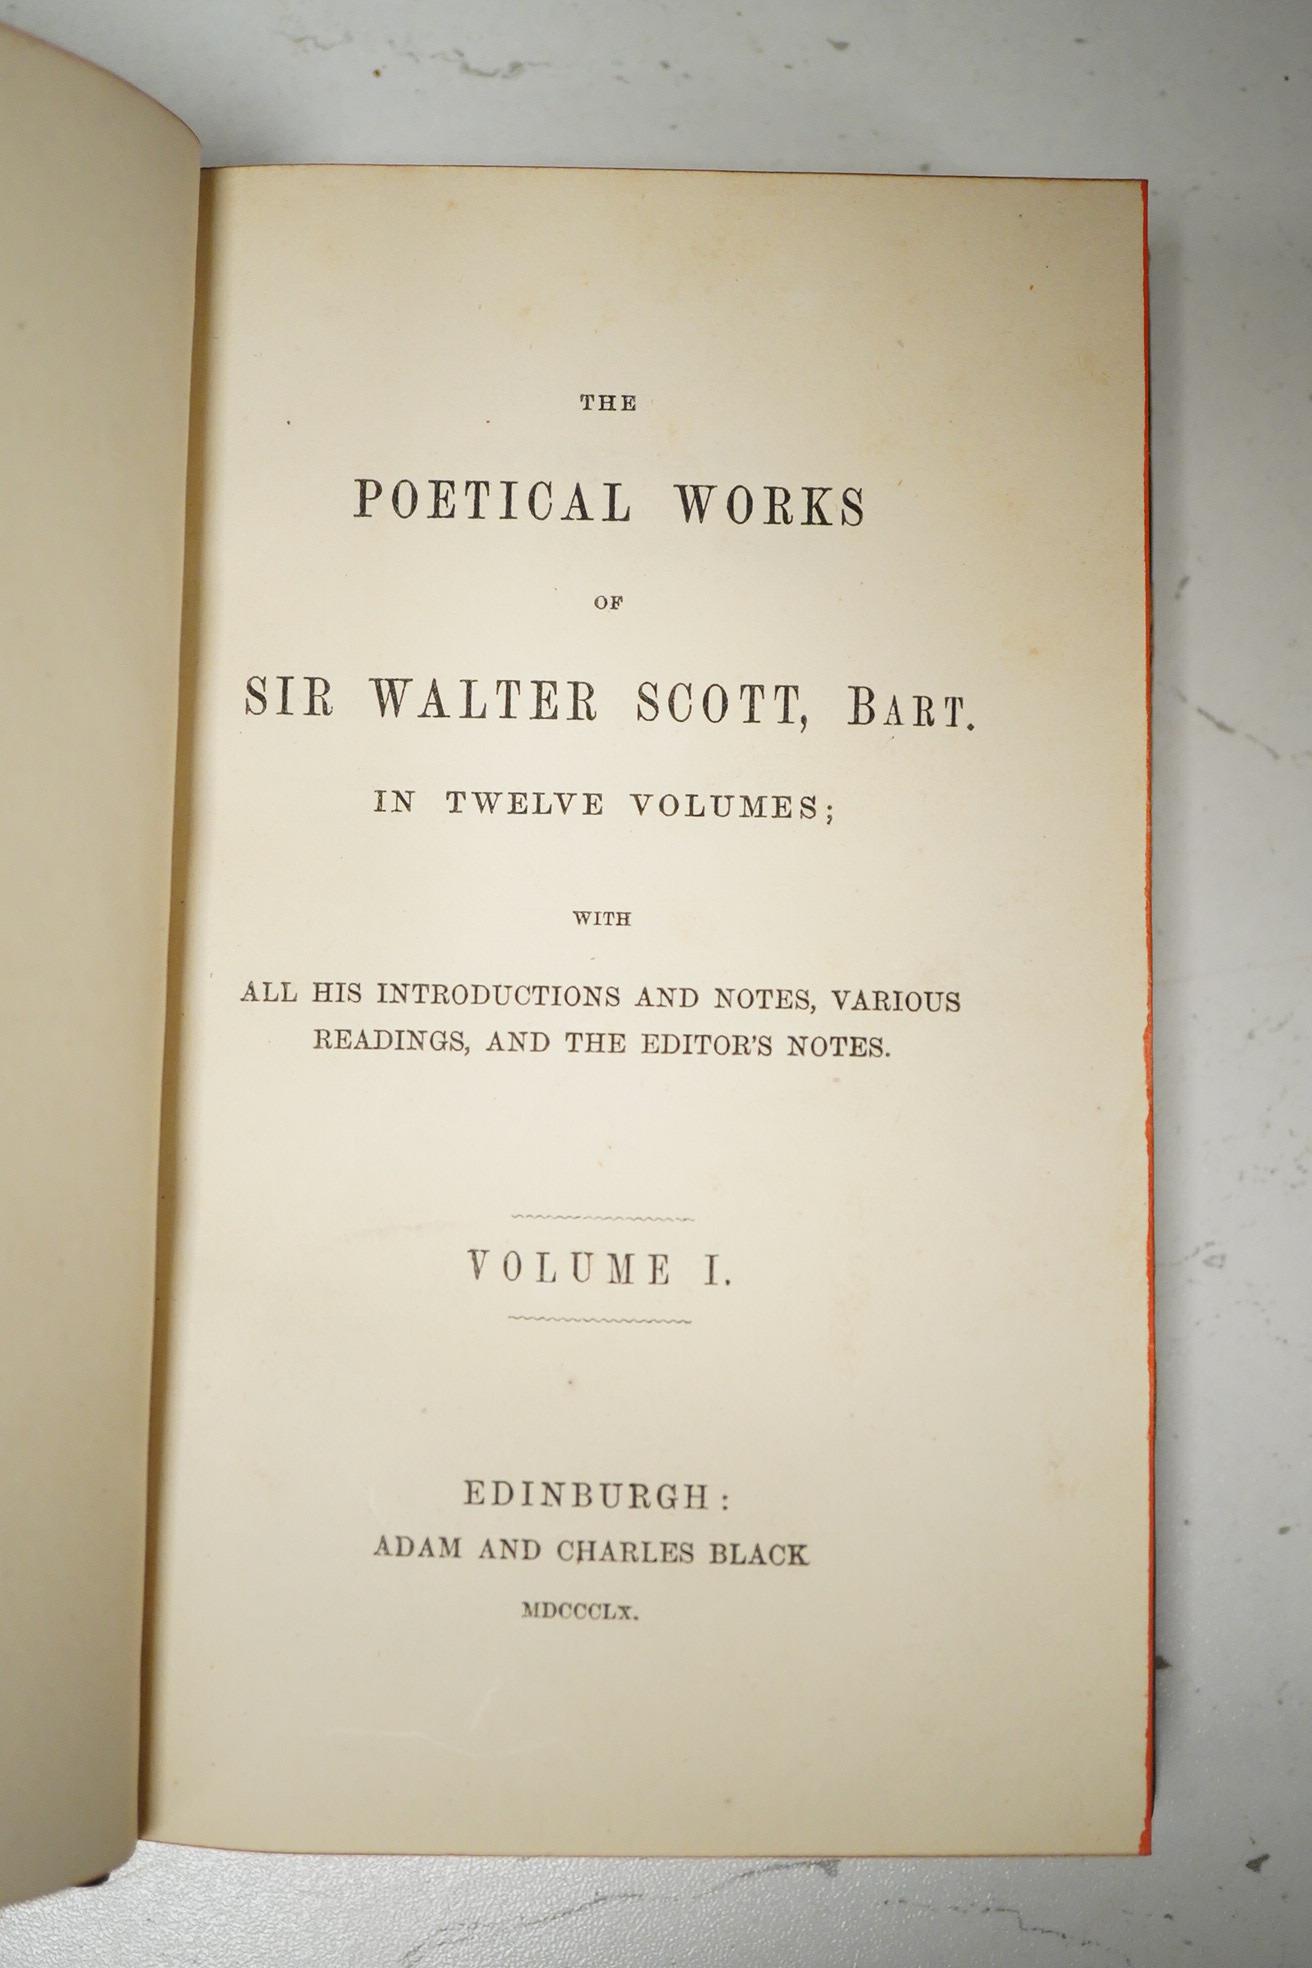 THE
POETICAL WORKS
OF
SIR WALTER SCOTT, BART.
IN TWELVE VOLUMES;
WITH
ALL HIS INTRODUCTIONS AND NOTES, VARIOUS
READINGS, AND THE EDITOR'S NOTES.
VOLUME I.
EDINBURGH:
ADAM AND CHARLES BLACK
MDCCCLX.